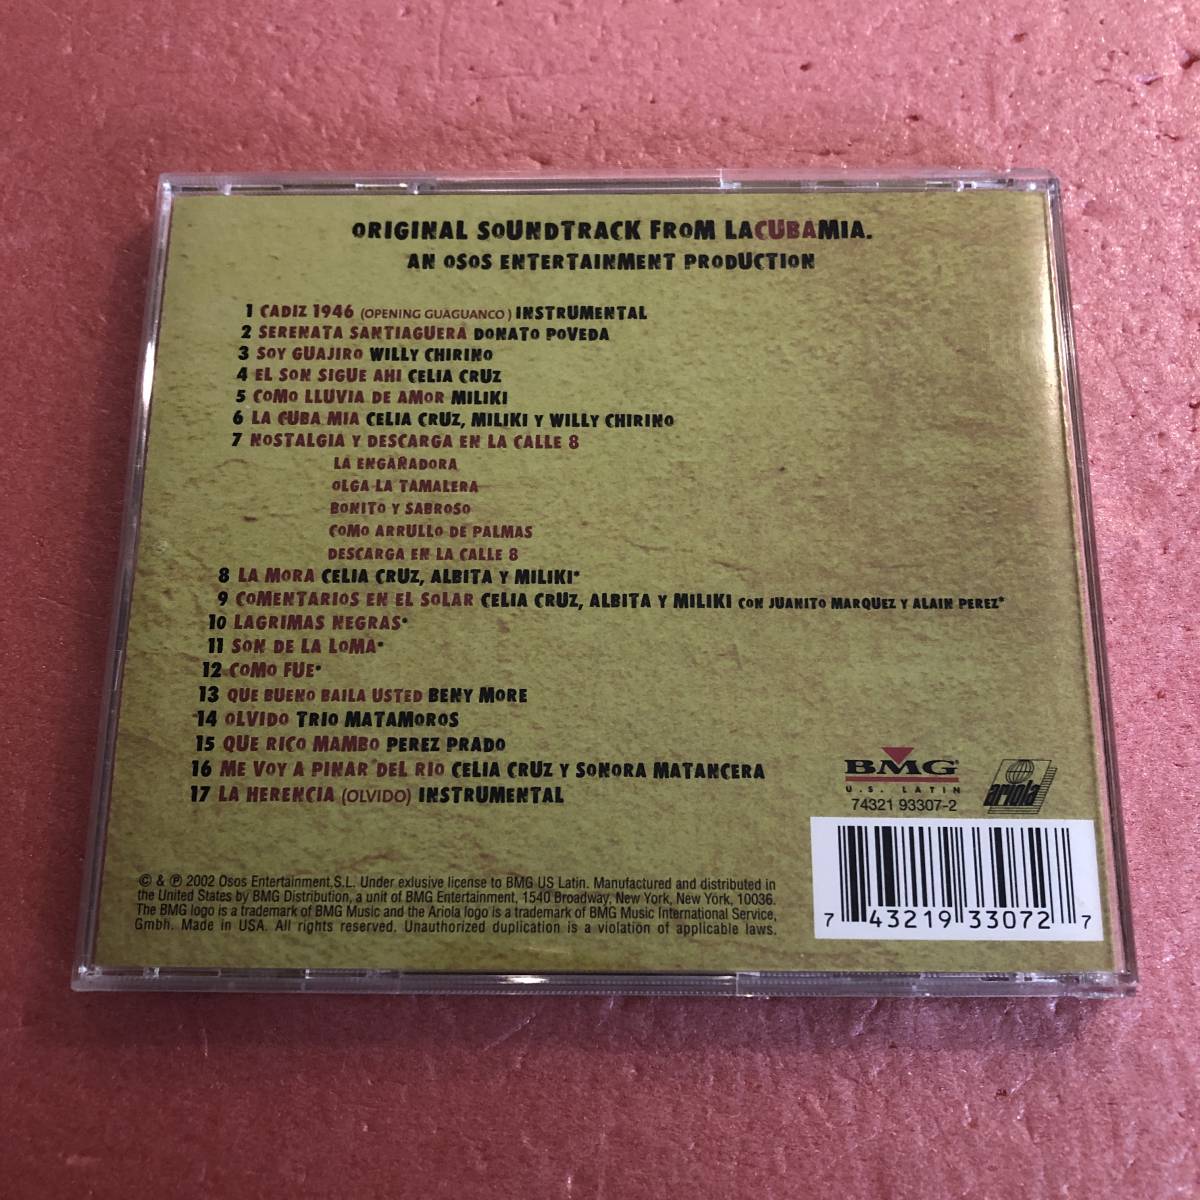 ORIGINAL SOUNDTRACK FROM LACUBAMIA.
AN OSOS ENTERTAINMENT PRODUCTION
1 CADIZ 1946 (OPENING GUAGUANCO) INSTRUMENTAL
2 SERENATA SANTIAGUERA DONATO POVEDA
3 SOY GUAJIRO WILLY CHIRINO
4 EL SON SIGUE AHI CELIA CRUZ
5 COMO LLUVIA DE AMOR MILIKI
6 LA CUBA MIA CELIA CRUZ, MILIKI Y WILLY CHIRINO
7 NOSTALGIA Y DESCARGA EN LA CALLE 8
LA ENGAÑADORA
OLGA LA TAMALERA
BONITO Y SABROSO
COMO ARRULLO DE PALMAS
DESCARGA EN LA CALLE 8
8 LA MORA CELIA CRUZ, ALBITA Y MILIKI*
9 COMENTARIOS EN EL SOLAR CELIA CRUZ, ALBITA Y MILIKI CON JUANITO MARQUEZ Y ALAIN PEREZ*
10 LAGRIMAS NEGRAS*
11 SON DE LA LOMA*
12 COMO FUE*
13 QUE BUENO BAILA USTED BENY MORE
14 OLVIDO TRIO MATAMOROS
15 QUE RICO MAMBO PEREZ PRADO
16 ME VOY A PINAR DEL RIO CELIA CRUZ Y SONORA MATANCERA
17 LA HERENCIA (OLVIDO) INSTRUMENTAL
BMG
U.S. LATIN
74321 93307-2
ariola
© & ℗ 2002 Osos Entertainment,S.L. Under exlusive license to BMG US Latin. Manufactured and distributed in
the United States by BMG Distribution, a unit of BMG Entertainment, 1540 Broadway, New York, New York, 10036.
The BMG logo is a trademark of BMG Music and the Ariola logo is a trademark of BMG Music International Service,
Gmbh. Made in USA. All rights reserved. Unauthorized duplication is a violation of applicable laws.
7 43219 33072 7